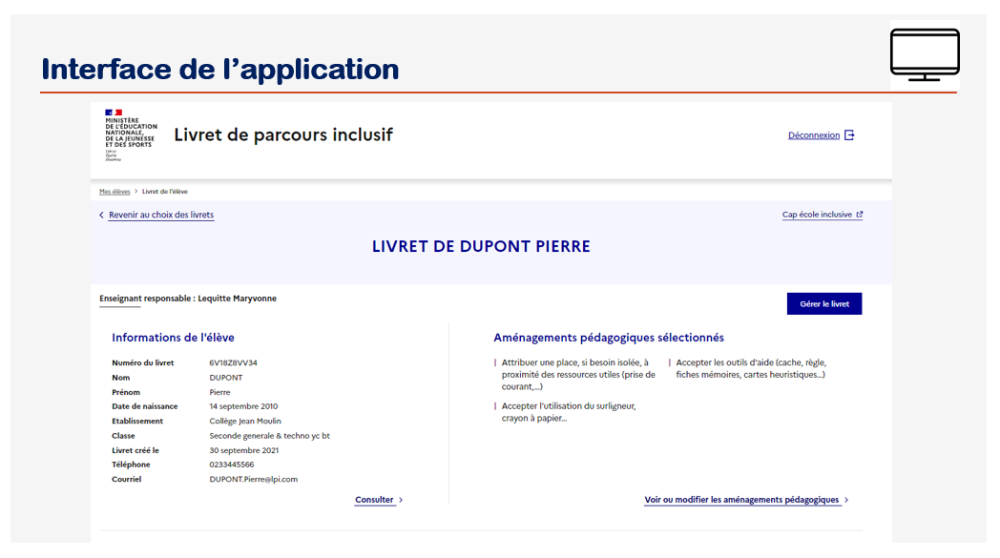 Interface de l'application
MINISTÈRE
DE L'ÉDUCATION
NATIONALE,
DE LA JEUNESSE
ET DES SPORTS
Liberté
Égalité
Fraternité
Livret de parcours inclusif
Déconnexion
Mes élèves > Livret de l'élève
< Revenir au choix des livrets
Cap école inclusive
LIVRET DE DUPONT PIERRE
Enseignant responsable : Lequitte Maryvonne
Gérer le livret
Informations de l'élève
Numéro du livret 6V18Z8VV34
Nom DUPONT
Prénom Pierre
Date de naissance 14 septembre 2010
Etablissement Collège Jean Moulin
Classe Seconde generale & techno yc bt
Livret créé le 30 septembre 2021
Téléphone 0233445566
Courriel DUPONT.Pierre@lpi.com
Consulter >
Aménagements pédagogiques sélectionnés
Attribuer une place, si besoin isolée, à
proximité des ressources utiles (prise de
courant,...)
Accepter l'utilisation du surligneur,
crayon à papier...
Accepter les outils d'aide (cache, règle,
fiches mémoires, cartes heuristiques...)
Voir ou modifier les aménagements pédagogiques >